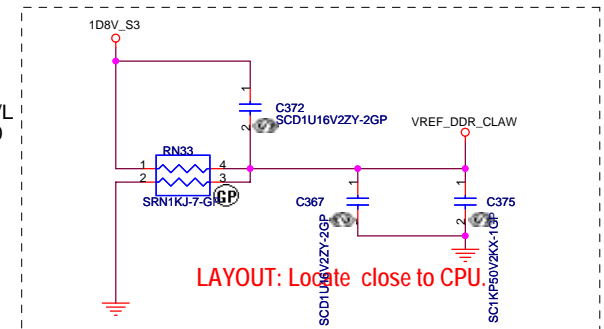 1D8V_S3
C372
SCD1U16V2ZY-2GP
VREF_DDR_CLAW
1
2
RN33
1 4
2 3
SRN1KJ-7-GP
GP
C367
1
2
SCD1U16V2ZY-2GP
C375
1
2
SC1KP50V2KX-1GP
LAYOUT: Locate close to CPU.